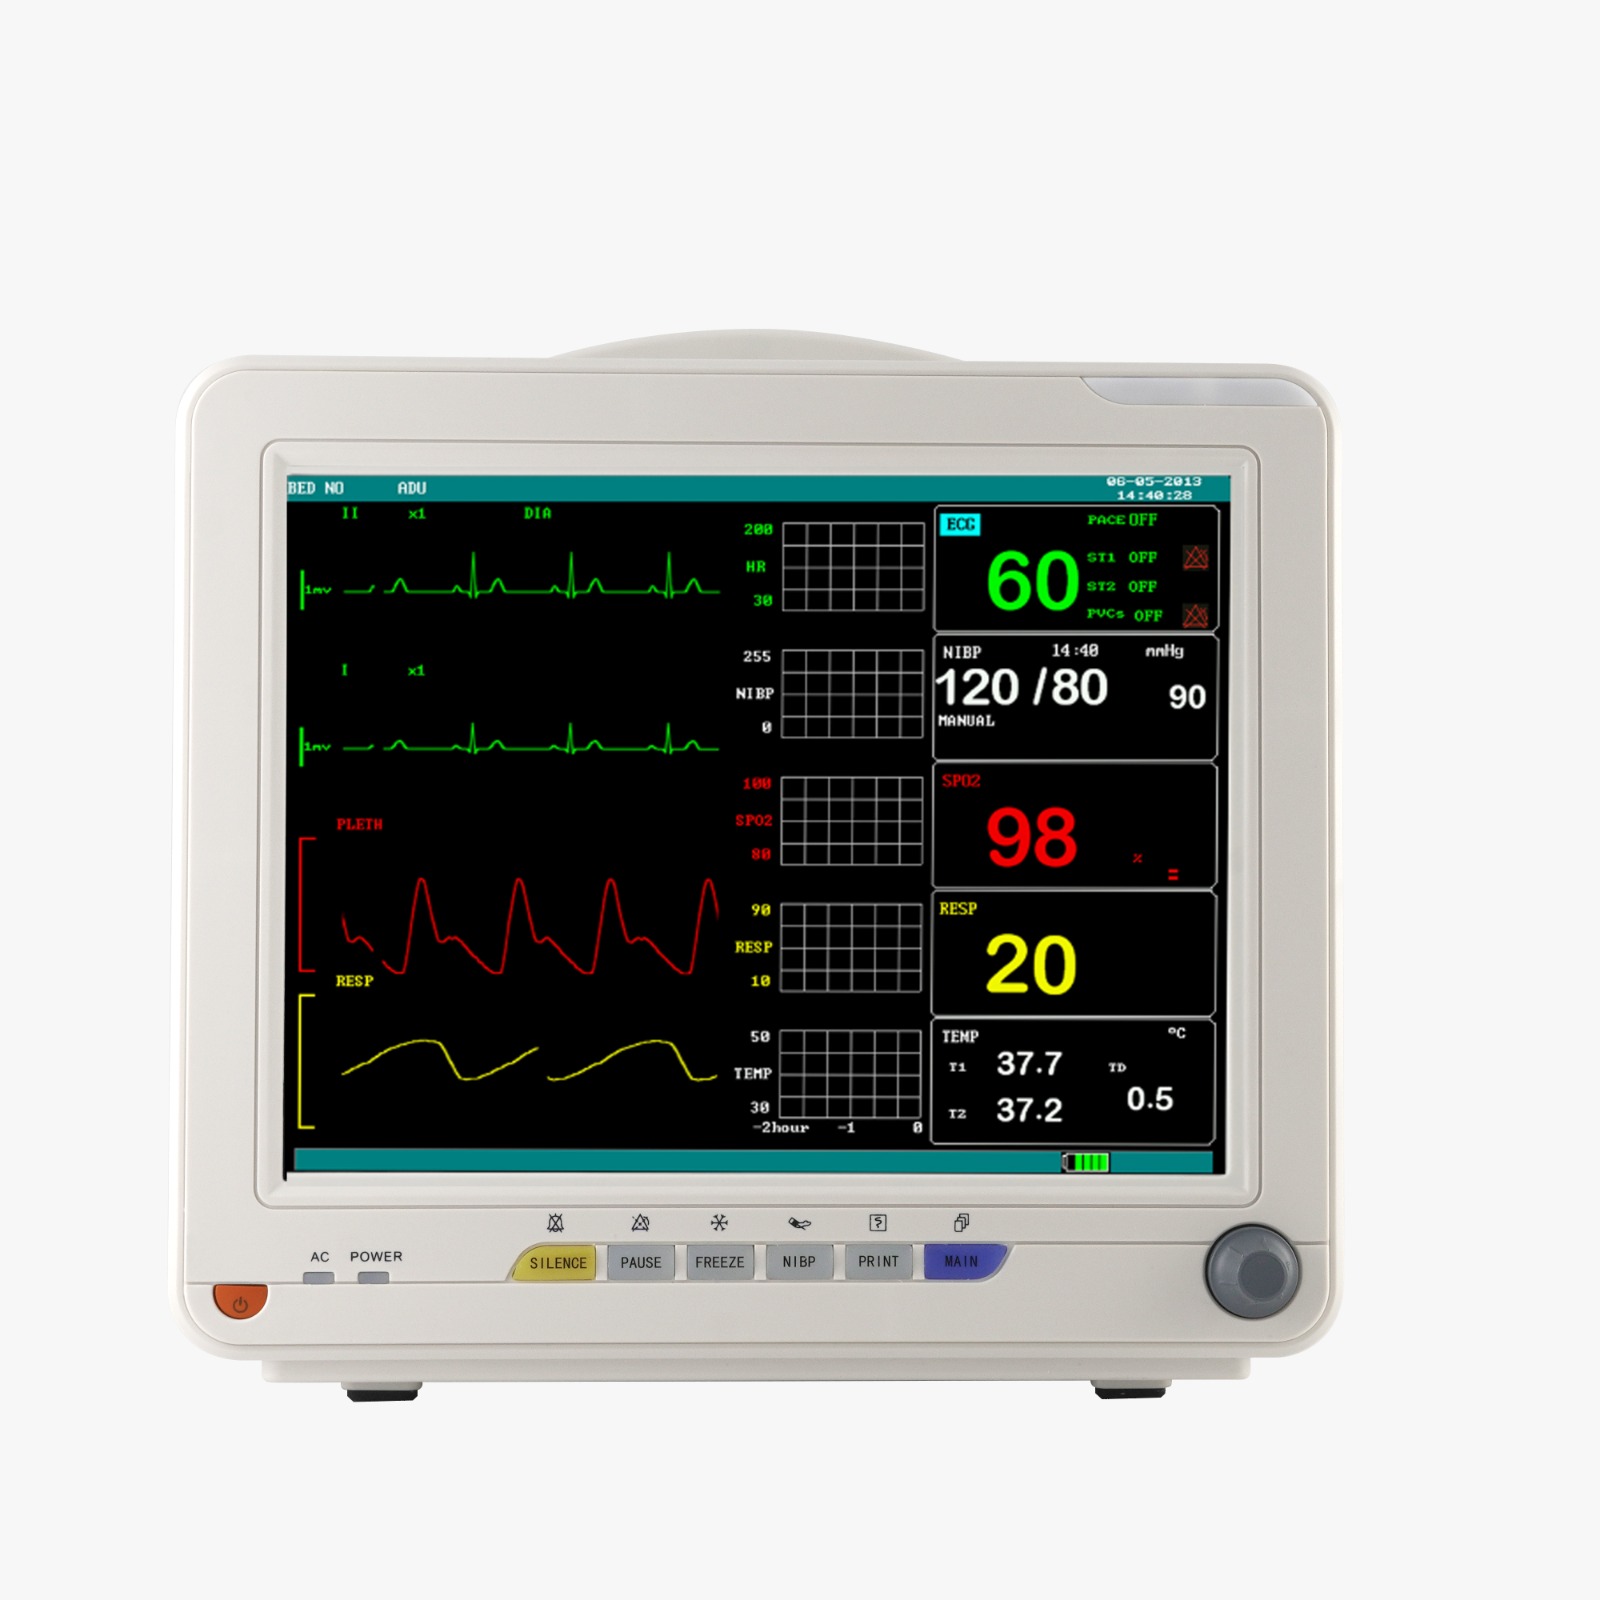 BED NO ADU 06-05-2013
14:40:28
II x1 DIA
1mv
I x1
1mv
PLETH
RESP
200
HR
30
255
NIBP
0
100
SPO2
80
90
RESP
10
50
TEMP
30
-2hour -1 0
ECG PACE OFF
60
ST1 OFF
ST2 OFF
PVCs OFF
NIBP 14:40 mmHg
120 /80 90
MANUAL
SPO2
98 %
RESP
20
TEMP °C
T1 37.7 TD
0.5
T2 37.2
AC POWER
SILENCE PAUSE FREEZE NIBP PRINT MAIN